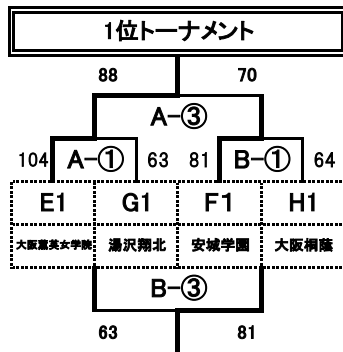 1位トーナメント
88 70
A-③
104 A-① 63 81 B-① 64
E1 G1 F1 H1
大阪薫英女学院 湯沢翔北 安城学園 大阪桐蔭
B-③
63 81